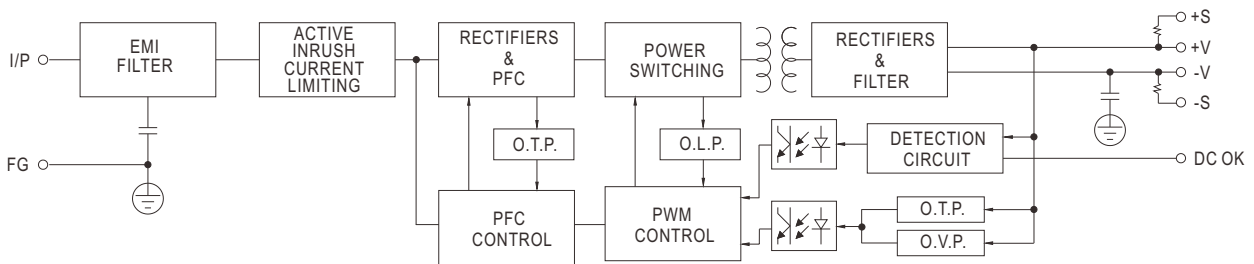 I/P
EMI
FILTER
ACTIVE
INRUSH
CURRENT
LIMITING
RECTIFIERS
&
PFC
POWER
SWITCHING
RECTIFIERS
&
FILTER
+S
+V
-V
-S
O.T.P.
O.L.P.
DETECTION
CIRCUIT
DC OK
FG
PFC
CONTROL
PWM
CONTROL
O.T.P.
O.V.P.